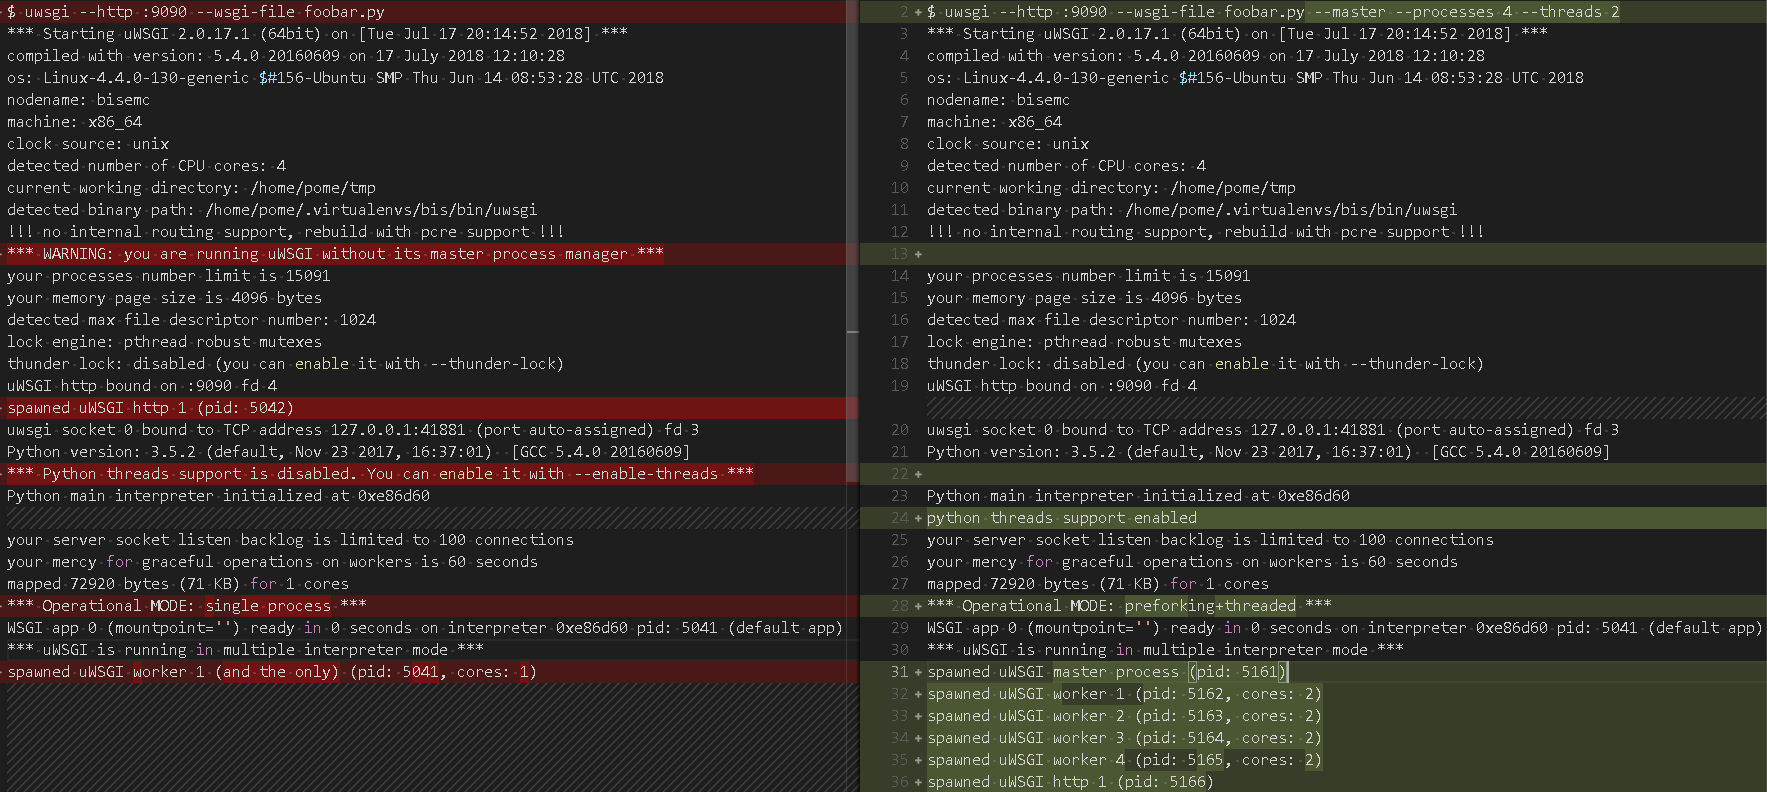 $ uwsgi --http :9090 --wsgi-file foobar.py
*** Starting uWSGI 2.0.17.1 (64bit) on [Tue Jul 17 20:14:52 2018] ***
compiled with version: 5.4.0 20160609 on 17 July 2018 12:10:28
os: Linux-4.4.0-130-generic $#156-Ubuntu SMP Thu Jun 14 08:53:28 UTC 2018
nodename: bisemc
machine: x86_64
clock source: unix
detected number of CPU cores: 4
current working directory: /home/pome/tmp
detected binary path: /home/pome/.virtualenvs/bis/bin/uwsgi
!!! no internal routing support, rebuild with pcre support !!!
*** WARNING: you are running uWSGI without its master process manager ***
your processes number limit is 15091
your memory page size is 4096 bytes
detected max file descriptor number: 1024
lock engine: pthread robust mutexes
thunder lock: disabled (you can enable it with --thunder-lock)
uWSGI http bound on :9090 fd 4
spawned uWSGI http 1 (pid: 5042)
uwsgi socket 0 bound to TCP address 127.0.0.1:41881 (port auto-assigned) fd 3
Python version: 3.5.2 (default, Nov 23 2017, 16:37:01)  [GCC 5.4.0 20160609]
*** Python threads support is disabled. You can enable it with --enable-threads ***
Python main interpreter initialized at 0xe86d60
your server socket listen backlog is limited to 100 connections
your mercy for graceful operations on workers is 60 seconds
mapped 72920 bytes (71 KB) for 1 cores
*** Operational MODE: single process ***
WSGI app 0 (mountpoint='') ready in 0 seconds on interpreter 0xe86d60 pid: 5041 (default app)
*** uWSGI is running in multiple interpreter mode ***
spawned uWSGI worker 1 (and the only) (pid: 5041, cores: 1)
2 + $ uwsgi --http :9090 --wsgi-file foobar.py --master --processes 4 --threads 2
3 *** Starting uWSGI 2.0.17.1 (64bit) on [Tue Jul 17 20:14:52 2018] ***
4 compiled with version: 5.4.0 20160609 on 17 July 2018 12:10:28
5 os: Linux-4.4.0-130-generic $#156-Ubuntu SMP Thu Jun 14 08:53:28 UTC 2018
6 nodename: bisemc
7 machine: x86_64
8 clock source: unix
9 detected number of CPU cores: 4
10 current working directory: /home/pome/tmp
11 detected binary path: /home/pome/.virtualenvs/bis/bin/uwsgi
12 !!! no internal routing support, rebuild with pcre support !!!
13 +
14 your processes number limit is 15091
15 your memory page size is 4096 bytes
16 detected max file descriptor number: 1024
17 lock engine: pthread robust mutexes
18 thunder lock: disabled (you can enable it with --thunder-lock)
19 uWSGI http bound on :9090 fd 4
20 uwsgi socket 0 bound to TCP address 127.0.0.1:41881 (port auto-assigned) fd 3
21 Python version: 3.5.2 (default, Nov 23 2017, 16:37:01)  [GCC 5.4.0 20160609]
22 +
23 Python main interpreter initialized at 0xe86d60
24 + python threads support enabled
25 your server socket listen backlog is limited to 100 connections
26 your mercy for graceful operations on workers is 60 seconds
27 mapped 72920 bytes (71 KB) for 1 cores
28 + *** Operational MODE: preforking+threaded ***
29 WSGI app 0 (mountpoint='') ready in 0 seconds on interpreter 0xe86d60 pid: 5041 (default app)
30 *** uWSGI is running in multiple interpreter mode ***
31 + spawned uWSGI master process (pid: 5161)
32 + spawned uWSGI worker 1 (pid: 5162, cores: 2)
33 + spawned uWSGI worker 2 (pid: 5163, cores: 2)
34 + spawned uWSGI worker 3 (pid: 5164, cores: 2)
35 + spawned uWSGI worker 4 (pid: 5165, cores: 2)
36 + spawned uWSGI http 1 (pid: 5166)